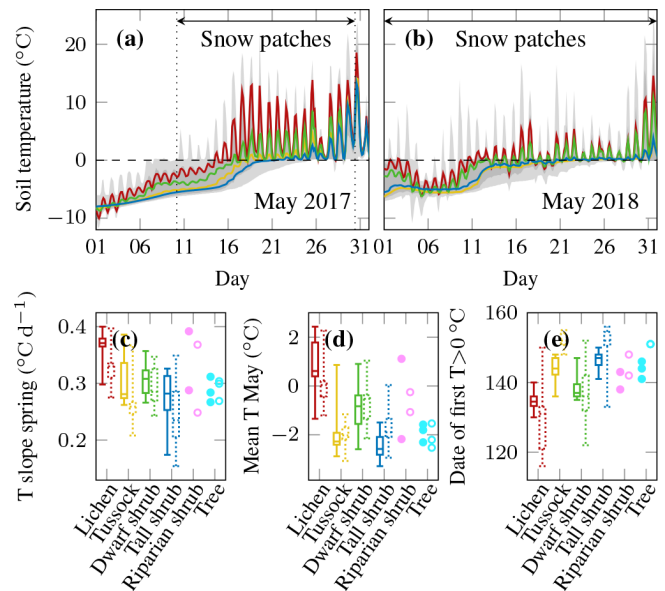 (a)
Snow patches
(b)
Snow patches
Soil temperature (°C)
20
10
0
−10
May 2017
May 2018
01 06 11 16 21 26 31
01 06 11 16 21 26 31
Day
Day
T slope spring (°C d−1)
0.4
0.3
0.2
(c)
Lichen
Tussock
Dwarf shrub
Tall shrub
Riparian shrub
Tree
Mean T May (°C)
2
0
−2
(d)
Lichen
Tussock
Dwarf shrub
Tall shrub
Riparian shrub
Tree
Date of first T>0 °C
160
140
120
(e)
Lichen
Tussock
Dwarf shrub
Tall shrub
Riparian shrub
Tree